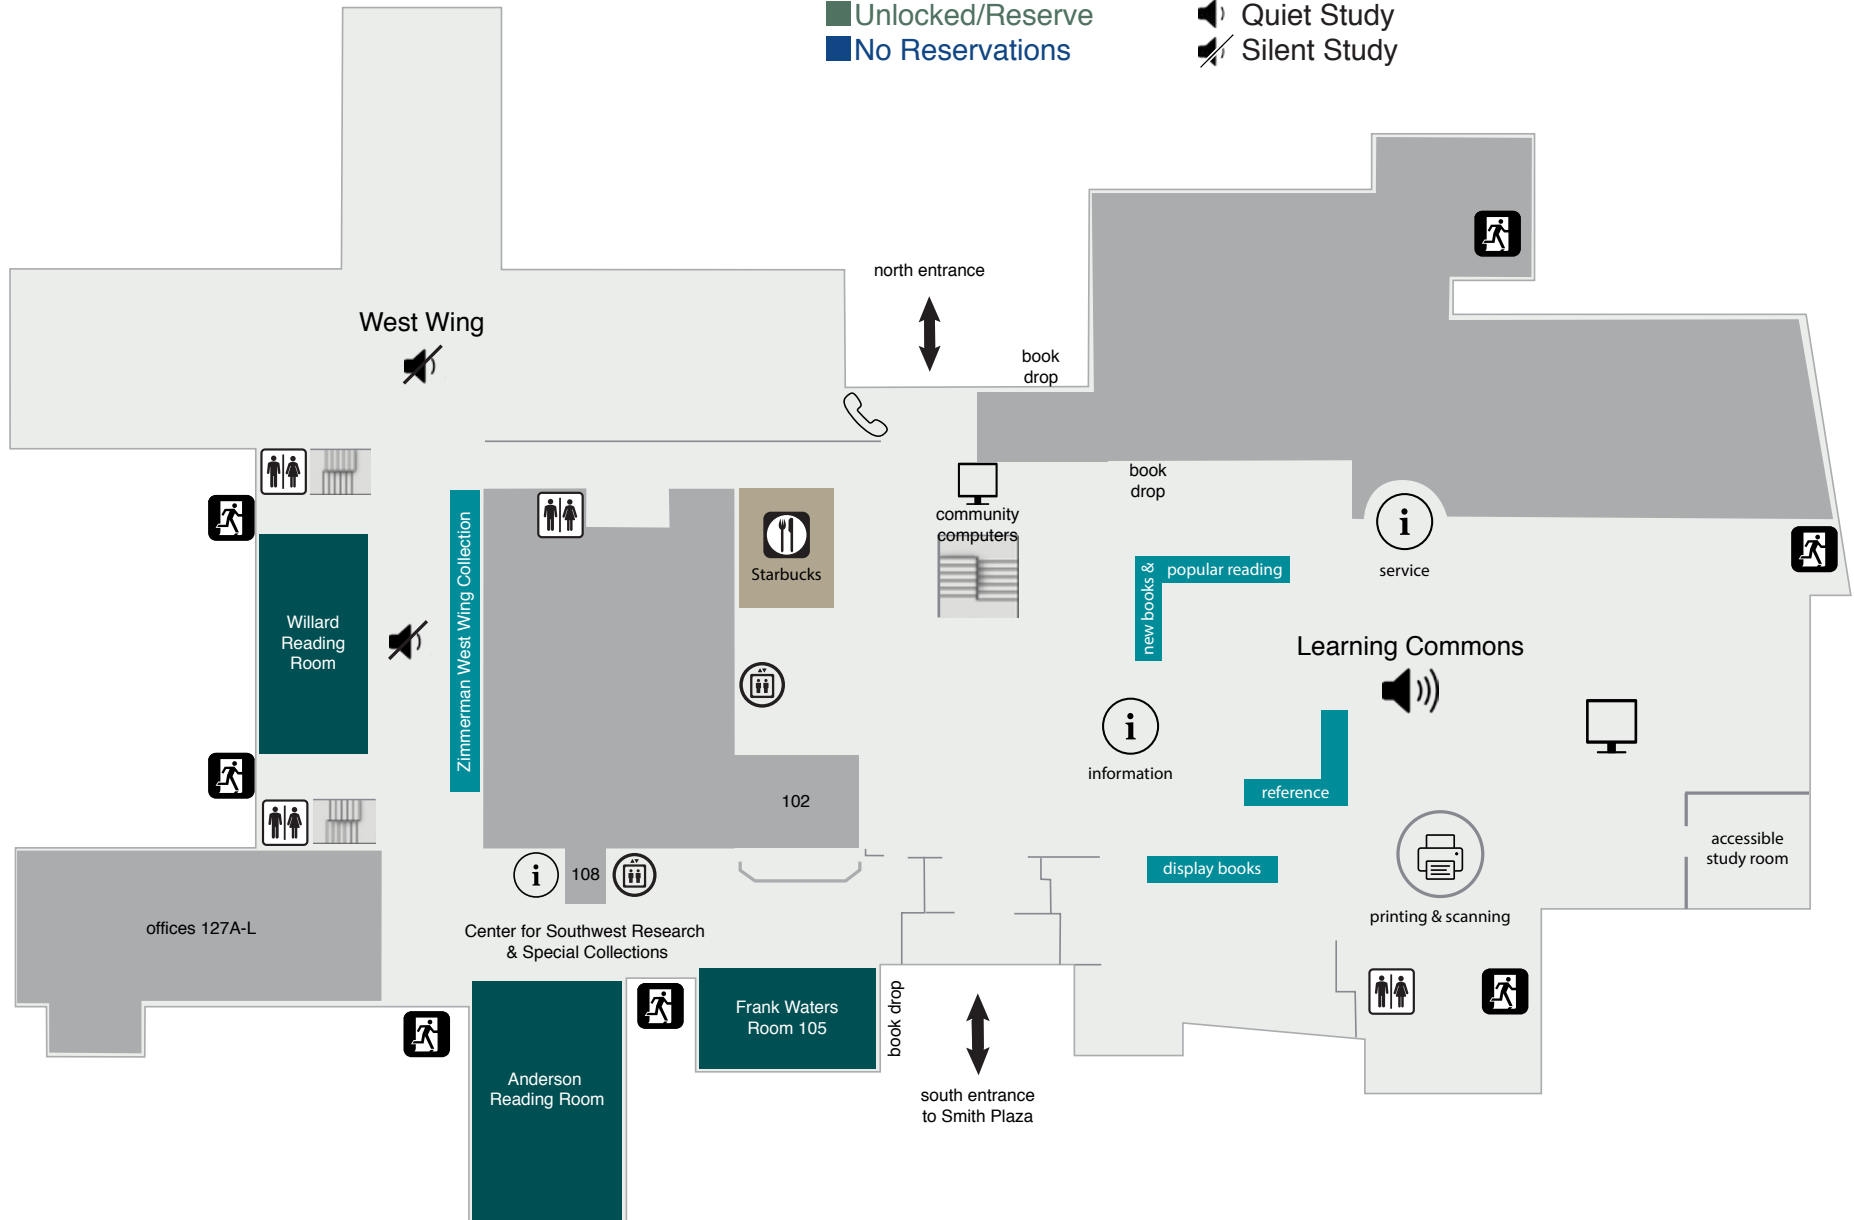 Unlocked/Reserve
Quiet Study
No Reservations
Silent Study
north entrance
West Wing
book
drop
book
drop
community
computers
service
Starbucks
new books &
popular reading
Zimmerman West Wing Collection
Willard
Reading
Room
Learning Commons
information
reference
102
accessible
study room
display books
108
printing & scanning
offices 127A-L
Center for Southwest Research
& Special Collections
Frank Waters
Room 105
book drop
Anderson
Reading Room
south entrance
to Smith Plaza